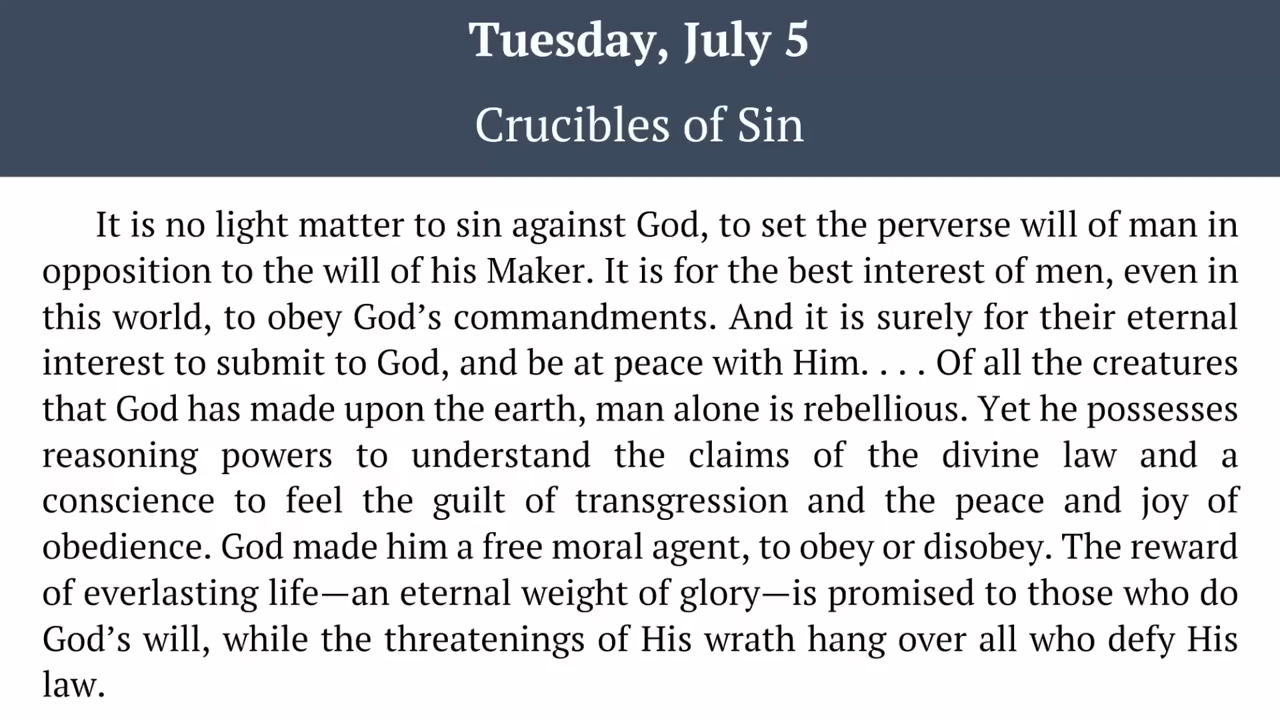 Tuesday, July 5
Crucibles of Sin
It is no light matter to sin against God, to set the perverse will of man in
opposition to the will of his Maker. It is for the best interest of men, even in
this world, to obey God’s commandments. And it is surely for their eternal
interest to submit to God, and be at peace with Him. . . . Of all the creatures
that God has made upon the earth, man alone is rebellious. Yet he possesses
reasoning powers to understand the claims of the divine law and a
conscience to feel the guilt of transgression and the peace and joy of
obedience. God made him a free moral agent, to obey or disobey. The reward
of everlasting life—an eternal weight of glory—is promised to those who do
God’s will, while the threatenings of His wrath hang over all who defy His
law.